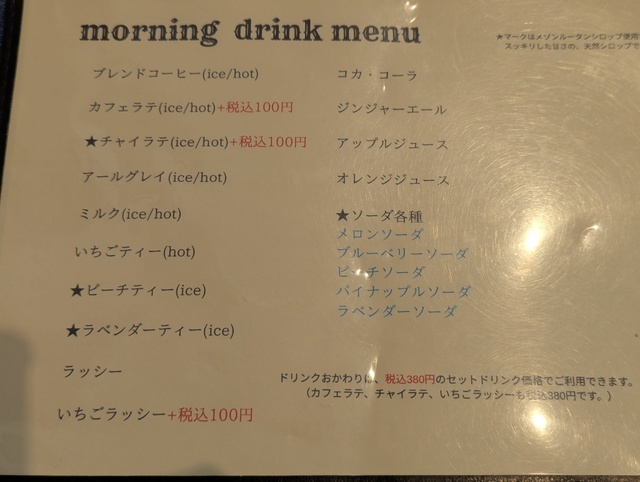 morning drink menu
★マークはメゾンルータンシロップ使用
スッキリした甘さの、天然シロップで
ブレンドコーヒー(ice/hot)
カフェラテ(ice/hot)+税込100円
★チャイラテ(ice/hot)+税込100円
アールグレイ(ice/hot)
ミルク(ice/hot)
いちごティー(hot)
★ピーチティー(ice)
★ラベンダーティー(ice)
ラッシー
いちごラッシー+税込100円
コカ・コーラ
ジンジャーエール
アップルジュース
オレンジジュース
★ソーダ各種
メロンソーダ
ブルーベリーソーダ
ピーチソーダ
パイナップルソーダ
ラベンダーソーダ
ドリンクおかわりは、税込380円のセットドリンク価格でご利用できます。
（カフェラテ、チャイラテ、いちごラッシーも税込380円です。）